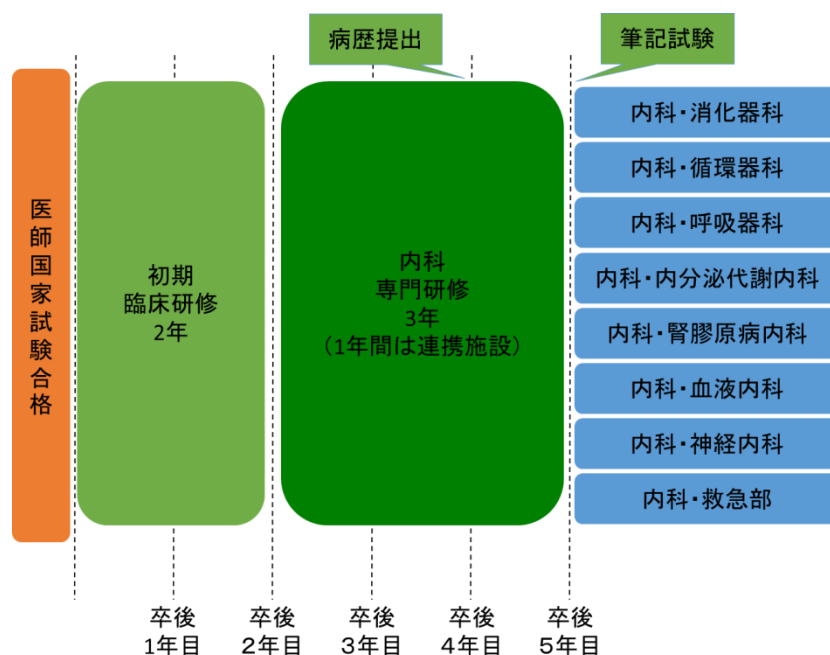 病歴提出
筆記試験
医師国家試験合格
初期
臨床研修
2年
内科
専門研修
3年
（1年間は連携施設）
内科・消化器科
内科・循環器科
内科・呼吸器科
内科・内分泌代謝内科
内科・腎膠原病内科
内科・血液内科
内科・神経内科
内科・救急部
卒後
1年目
卒後
２年目
卒後
３年目
卒後
４年目
卒後
５年目